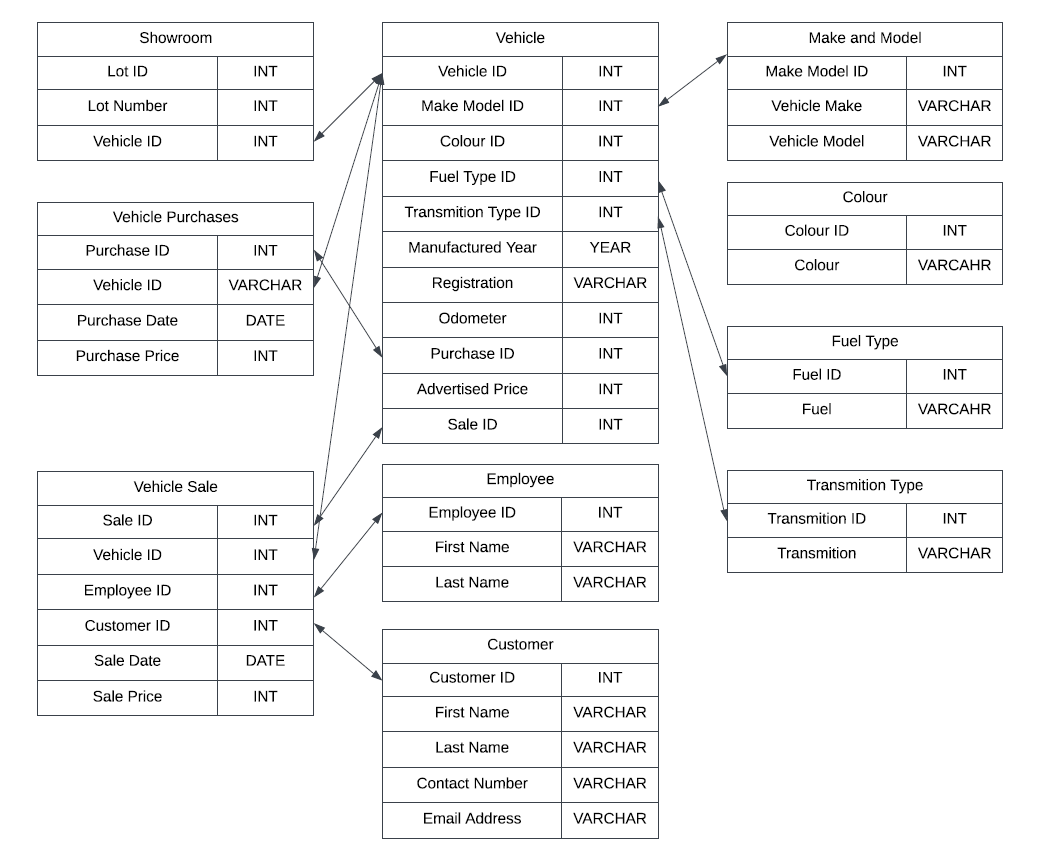 Showroom
Lot ID INT
Lot Number INT
Vehicle ID INT
Vehicle Purchases
Purchase ID INT
Vehicle ID VARCHAR
Purchase Date DATE
Purchase Price INT
Vehicle Sale
Sale ID INT
Vehicle ID INT
Employee ID INT
Customer ID INT
Sale Date DATE
Sale Price INT
Vehicle
Vehicle ID INT
Make Model ID INT
Colour ID INT
Fuel Type ID INT
Transmition Type ID INT
Manufactured Year YEAR
Registration VARCHAR
Odometer INT
Purchase ID INT
Advertised Price INT
Sale ID INT
Employee
Employee ID INT
First Name VARCHAR
Last Name VARCHAR
Customer
Customer ID INT
First Name VARCHAR
Last Name VARCHAR
Contact Number VARCHAR
Email Address VARCHAR
Make and Model
Make Model ID INT
Vehicle Make VARCHAR
Vehicle Model VARCHAR
Colour
Colour ID INT
Colour VARCAHR
Fuel Type
Fuel ID INT
Fuel VARCAHR
Transmition Type
Transmition ID INT
Transmition VARCHAR